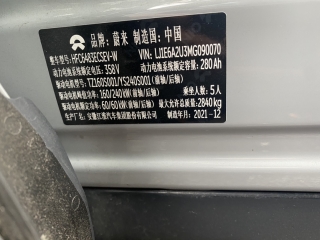 品牌: 蔚来 制造国: 中国
整车型号: HFC6483ECSEV-W VIN: LJ1E6A2U3MG090070
动力电池系统额定电压: 358V 动力电池系统额定容量: 280Ah
驱动电机型号: TZ160S001/YS240S001 (前轴/后轴)
驱动电机峰值功率: 160/240kW (前轴/后轴) 乘坐人数: 5人
驱动电机额定功率: 60/60kW (前轴/后轴) 最大允许总质量: 2840kg
安徽江淮汽车集团股份有限公司 制造年月: 2021-12